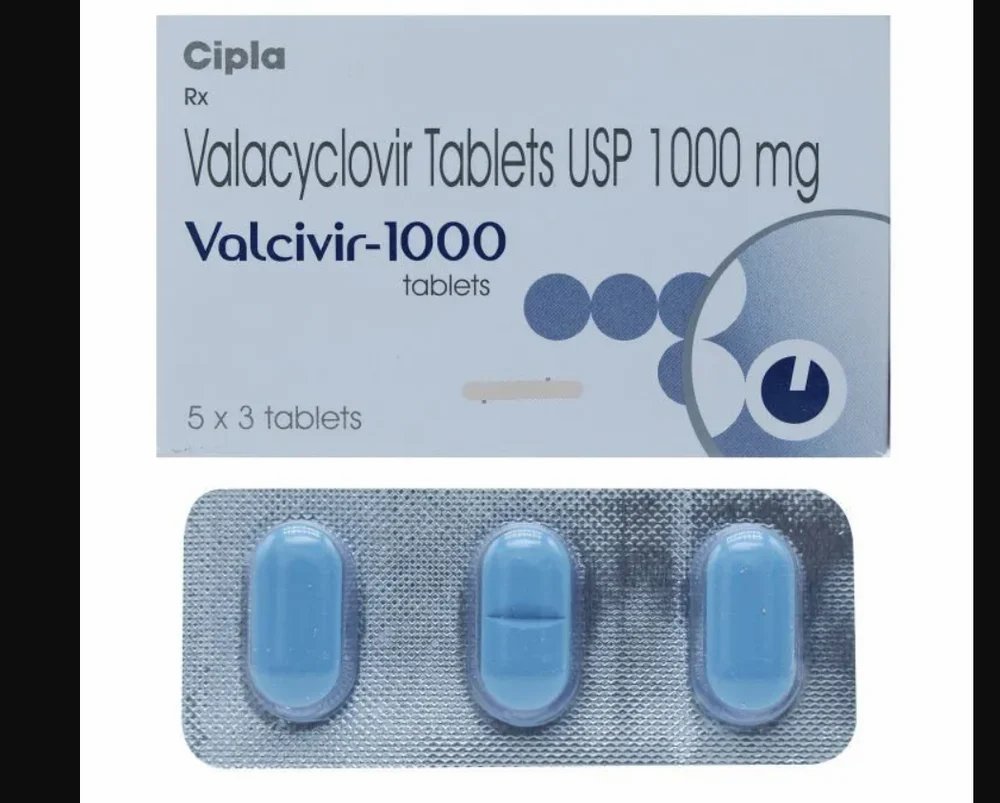 Cipla
Rx
Valacyclovir Tablets USP 1000 mg
Valcivir-1000
tablets
5 x 3 tablets